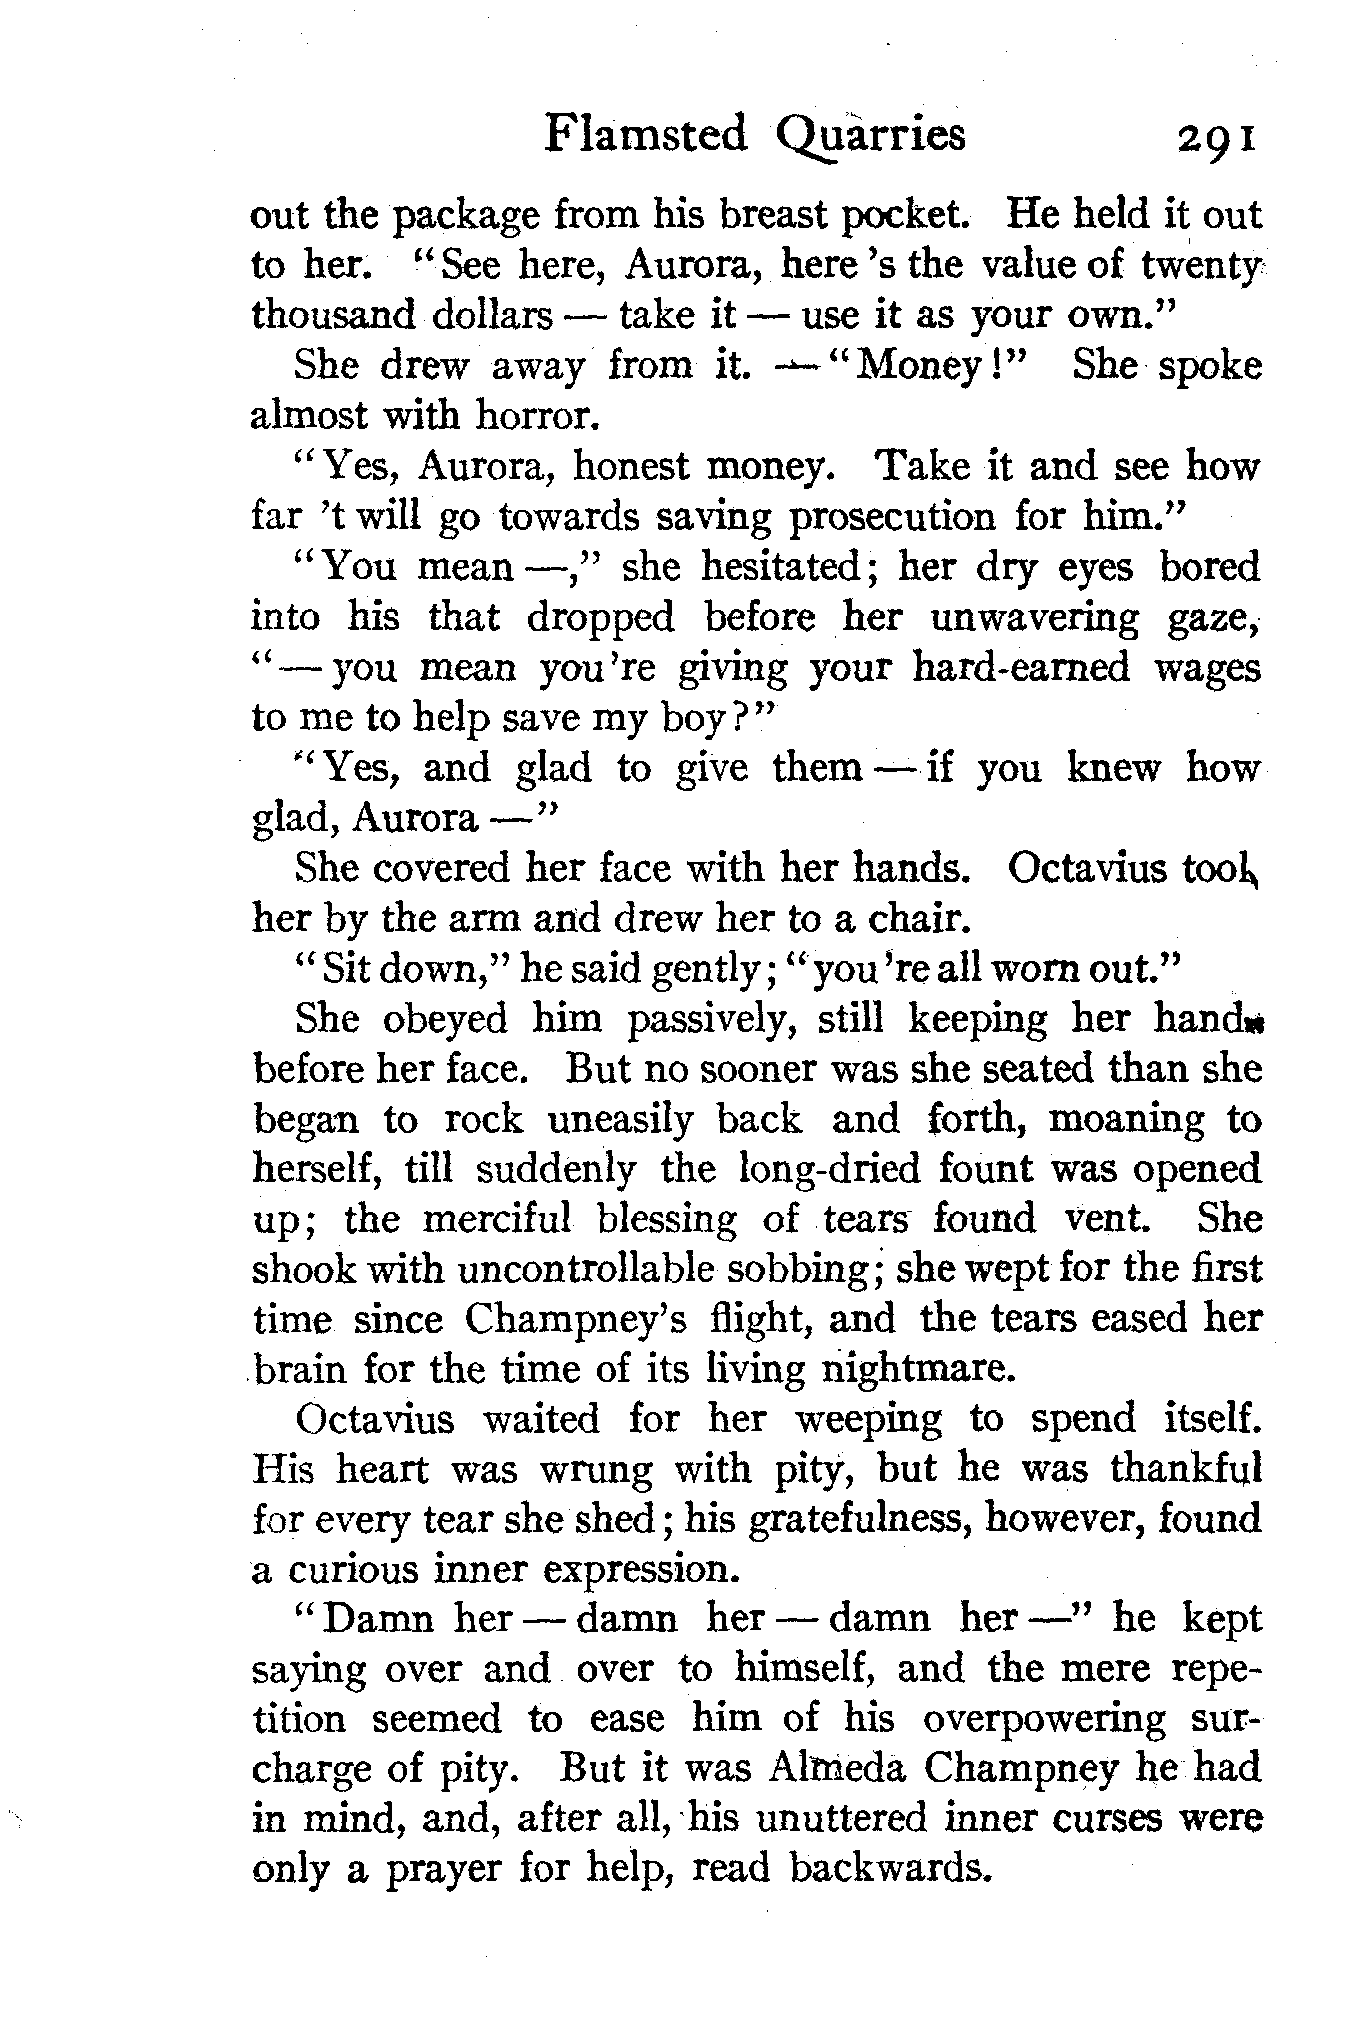 Flamsted Quarries 291
out the package from his breast pocket. He held it out
to her. "See here, Aurora, here 's the value of twenty
thousand dollars — take it — use it as your own."
She drew away from it. — "Money!" She spoke
almost with horror.
"Yes, Aurora, honest money. Take it and see how
far 't will go towards saving prosecution for him."
"You mean —," she hesitated; her dry eyes bored
into his that dropped before her unwavering gaze,
"— you mean you're giving your hard-earned wages
to me to help save my boy?"
"Yes, and glad to give them — if you knew how
glad, Aurora —"
She covered her face with her hands. Octavius took
her by the arm and drew her to a chair.
"Sit down," he said gently; "you're all worn out."
She obeyed him passively, still keeping her hands
before her face. But no sooner was she seated than she
began to rock uneasily back and forth, moaning to
herself, till suddenly the long-dried fount was opened
up; the merciful blessing of tears found vent. She
shook with uncontrollable sobbing; she wept for the first
time since Champney's flight, and the tears eased her
brain for the time of its living nightmare.
Octavius waited for her weeping to spend itself.
His heart was wrung with pity, but he was thankful
for every tear she shed; his gratefulness, however, found
a curious inner expression.
"Damn her — damn her — damn her —" he kept
saying over and over to himself, and the mere repe-
tition seemed to ease him of his overpowering sur-
charge of pity. But it was Almeda Champney he had
in mind, and, after all, his unuttered inner curses were
only a prayer for help, read backwards.